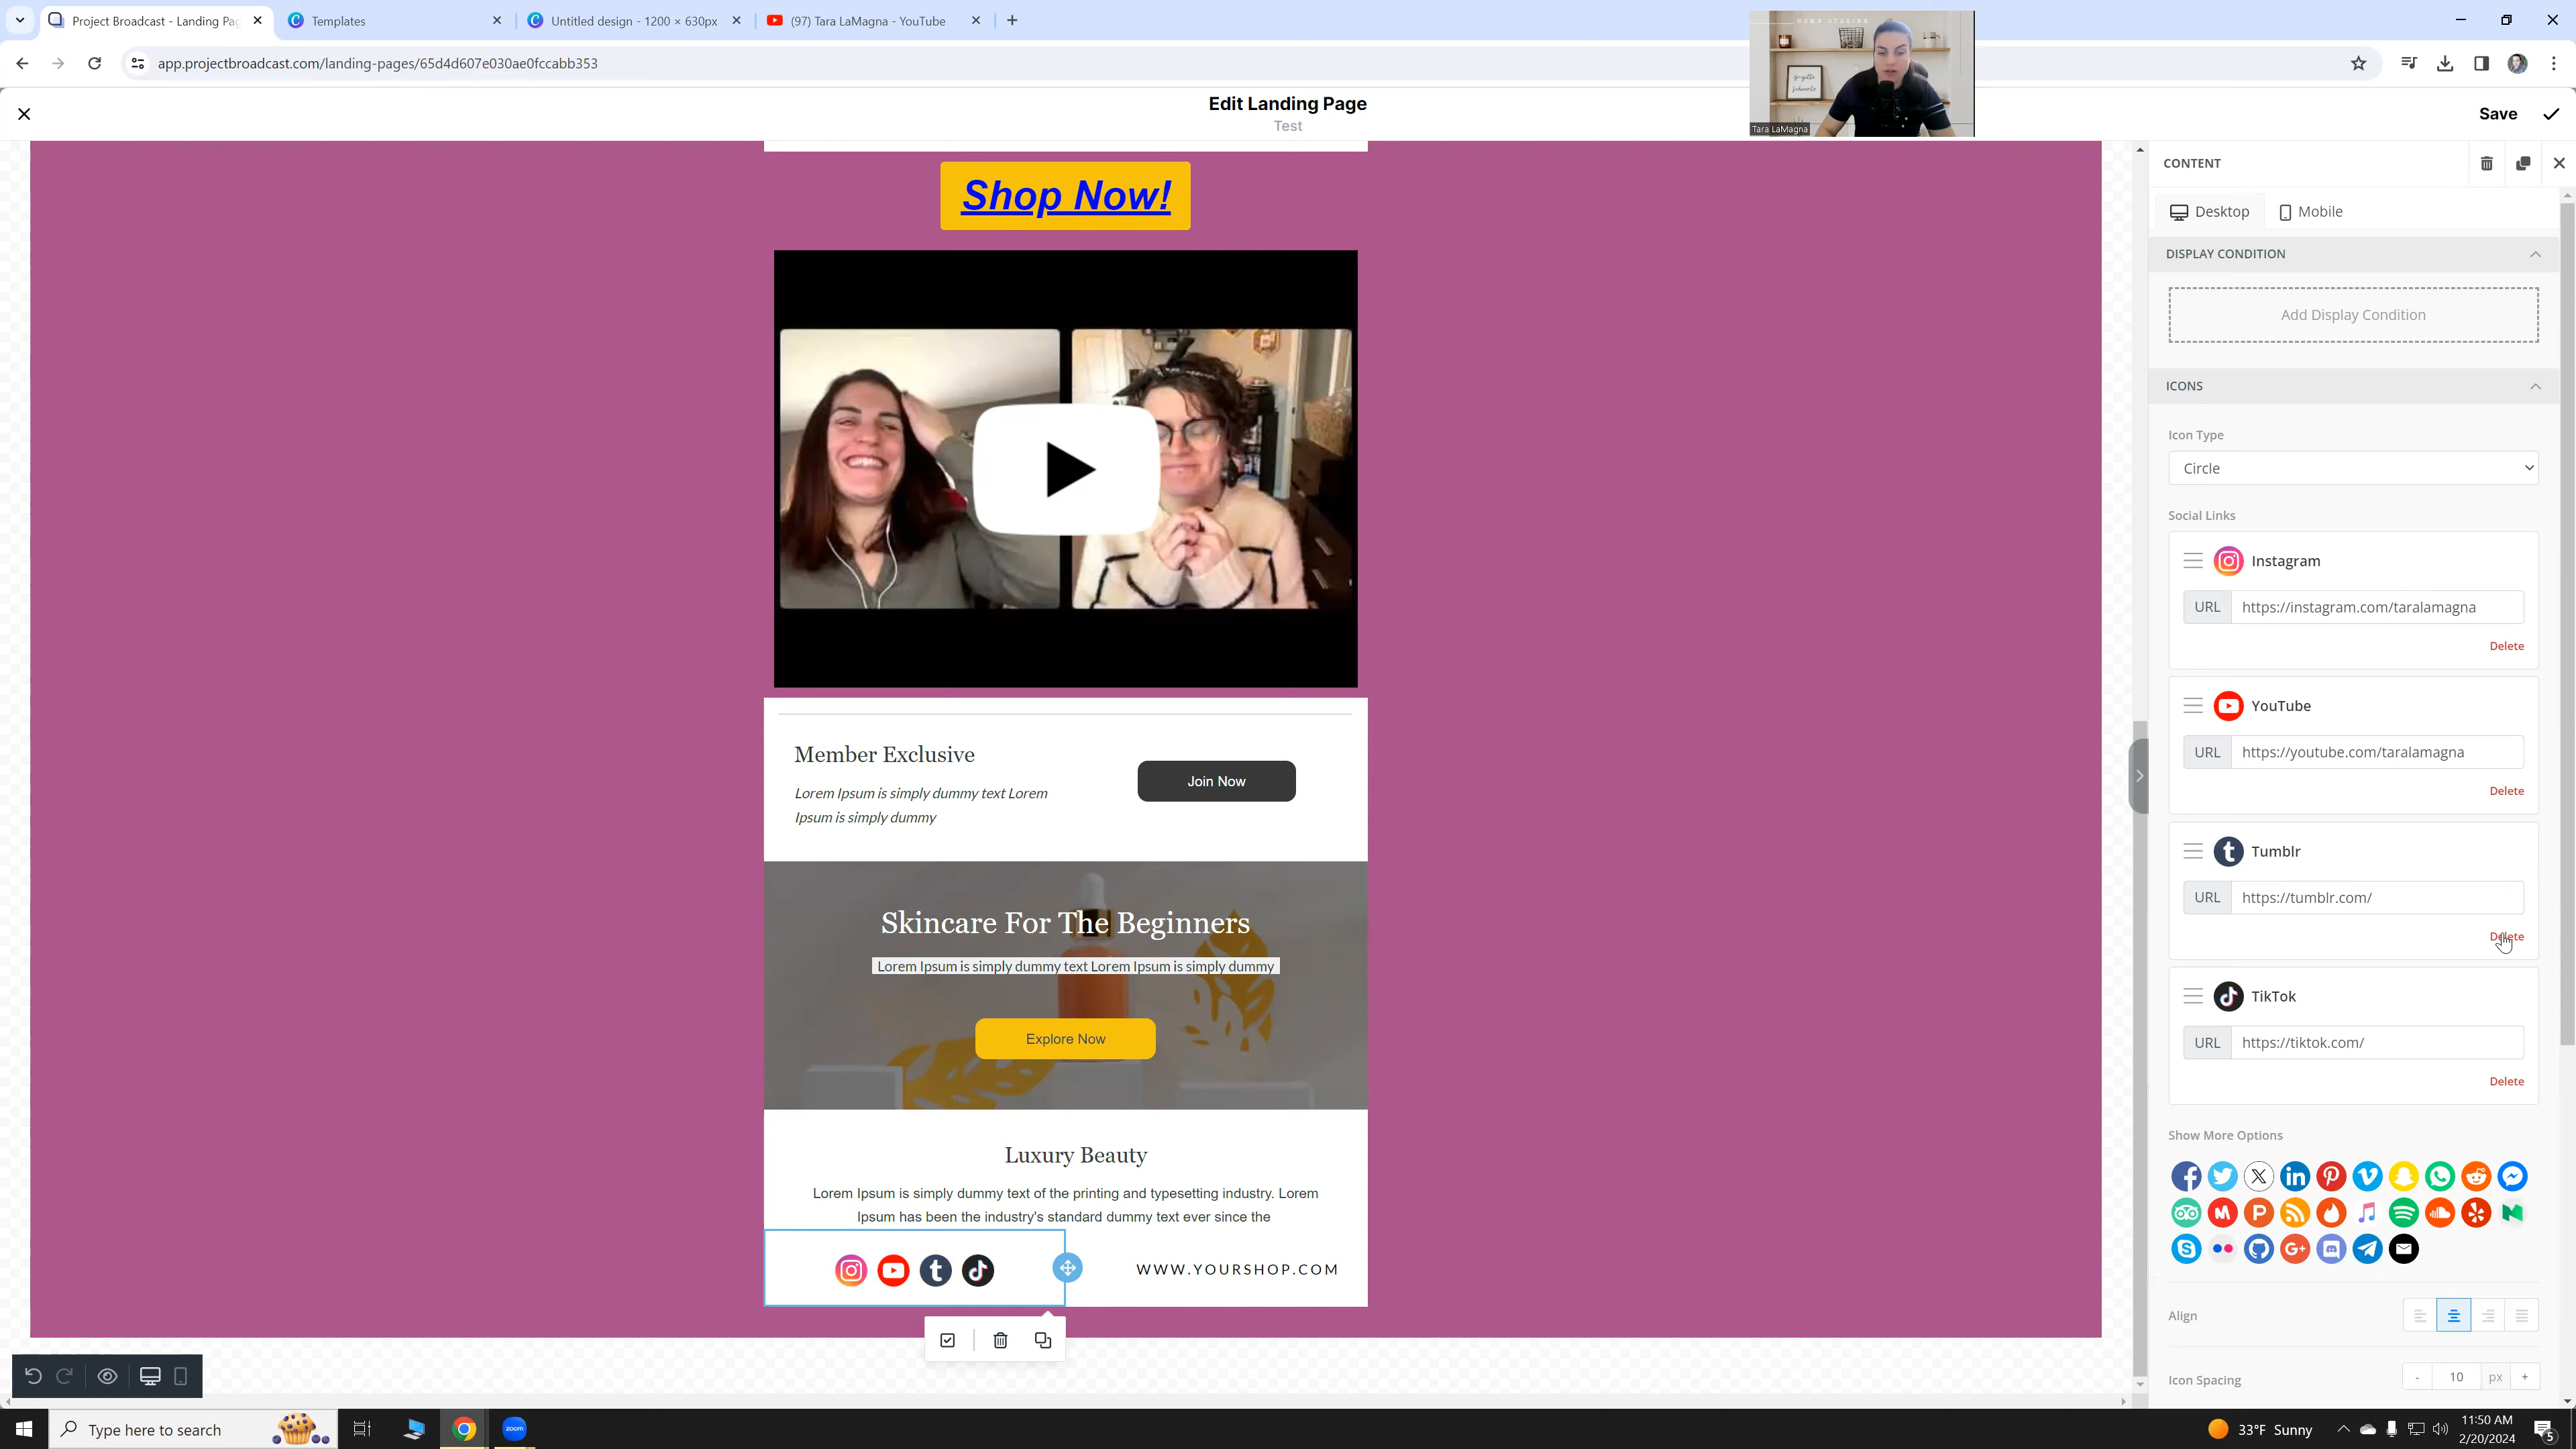 Project Broadcast - Landing Pag
Templates
Untitled design - 1200 × 630px
(97) Tara LaMagna - YouTube
app.projectbroadcast.com/landing-pages/65d4d607e030ae0fccabb353
HOME STAGING
Tara LaMagna
Edit Landing Page
Test
Save
Shop Now!
Member Exclusive
Lorem Ipsum is simply dummy text Lorem
Ipsum is simply dummy
Join Now
Skincare For The Beginners
Lorem Ipsum is simply dummy text Lorem Ipsum is simply dummy
Explore Now
Luxury Beauty
Lorem Ipsum is simply dummy text of the printing and typesetting industry. Lorem
Ipsum has been the industry's standard dummy text ever since the
WWW.YOURSHOP.COM
CONTENT
Desktop
Mobile
DISPLAY CONDITION
Add Display Condition
ICONS
Icon Type
Circle
Social Links
Instagram
URL https://instagram.com/taralamagna
Delete
YouTube
URL https://youtube.com/taralamagna
Delete
Tumblr
URL https://tumblr.com/
Delete
TikTok
URL https://tiktok.com/
Delete
Show More Options
Align
Icon Spacing
- 10 px +
Type here to search
zoom
33°F Sunny
11:50 AM
2/20/2024
5